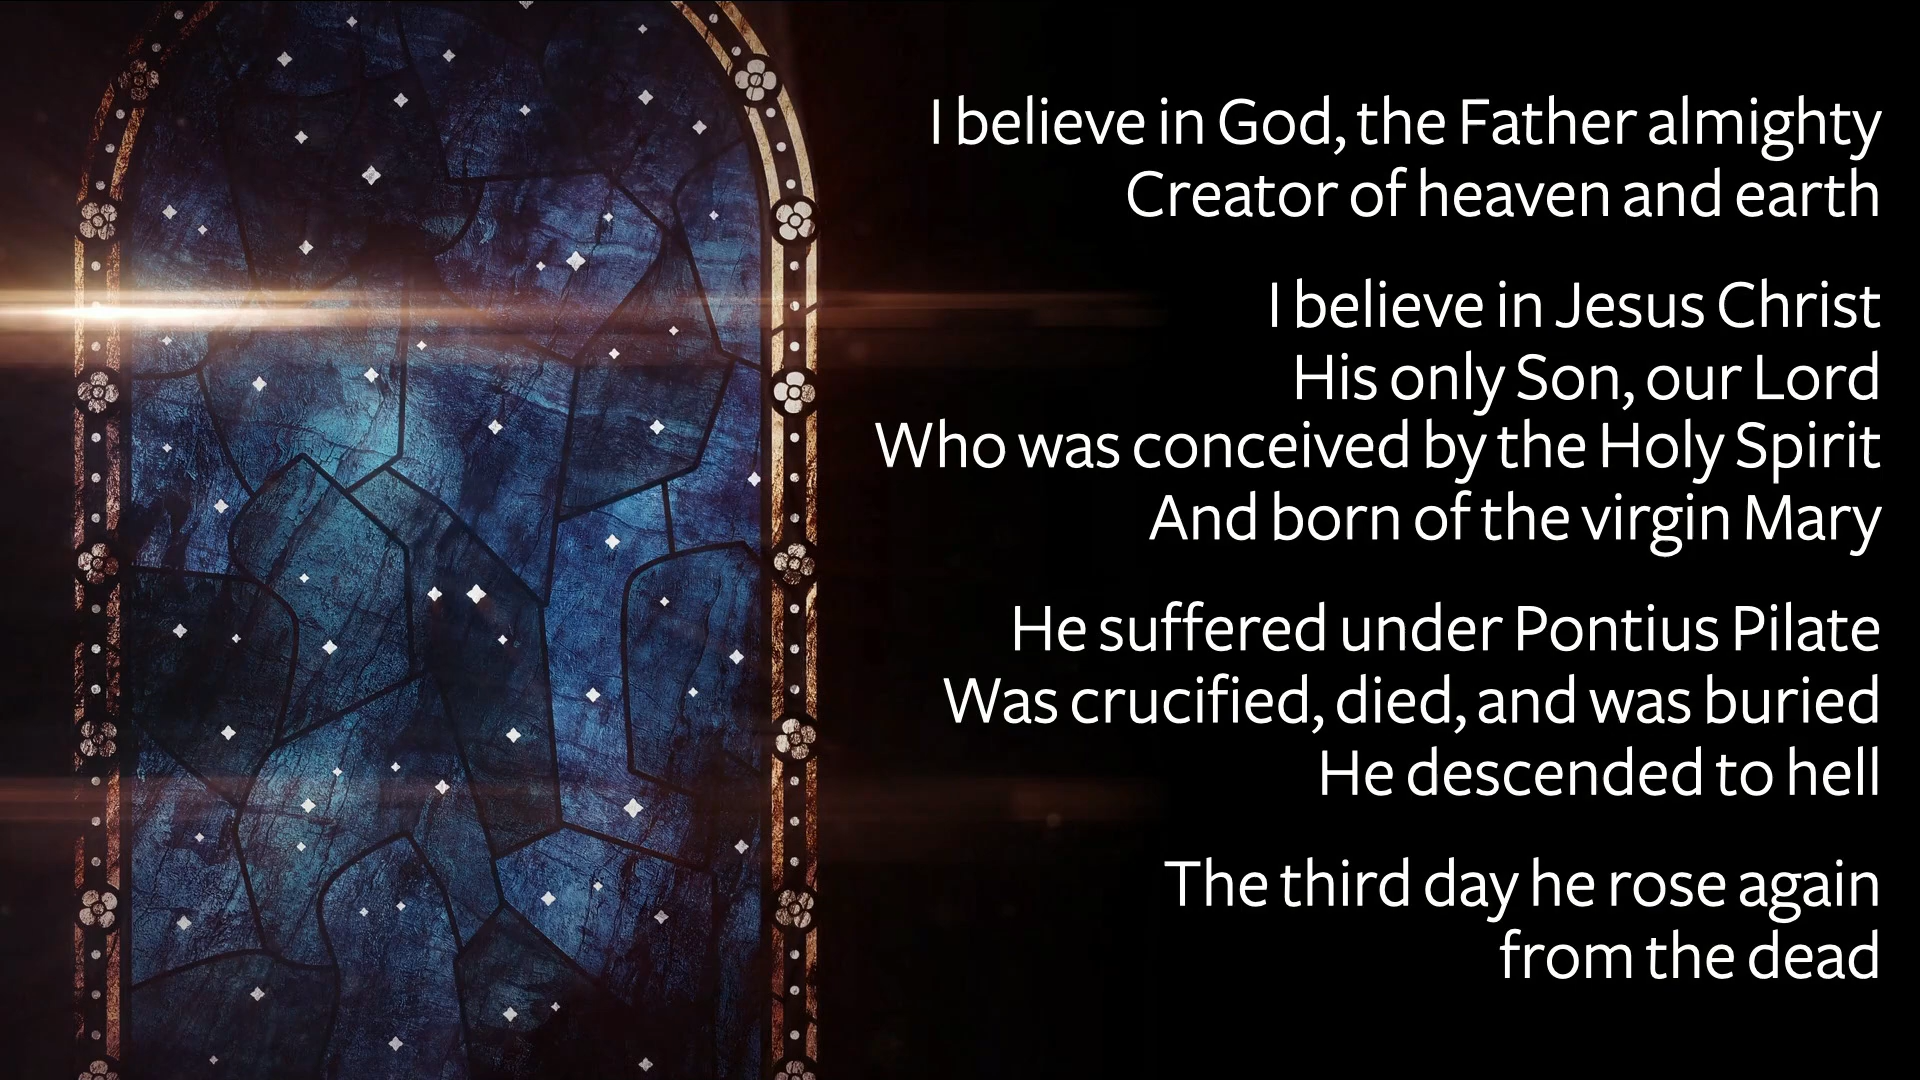 I believe in God, the Father almighty
Creator of heaven and earth
I believe in Jesus Christ
His only Son, our Lord
Who was conceived by the Holy Spirit
And born of the virgin Mary
He suffered under Pontius Pilate
Was crucified, died, and was buried
He descended to hell
The third day he rose again
from the dead